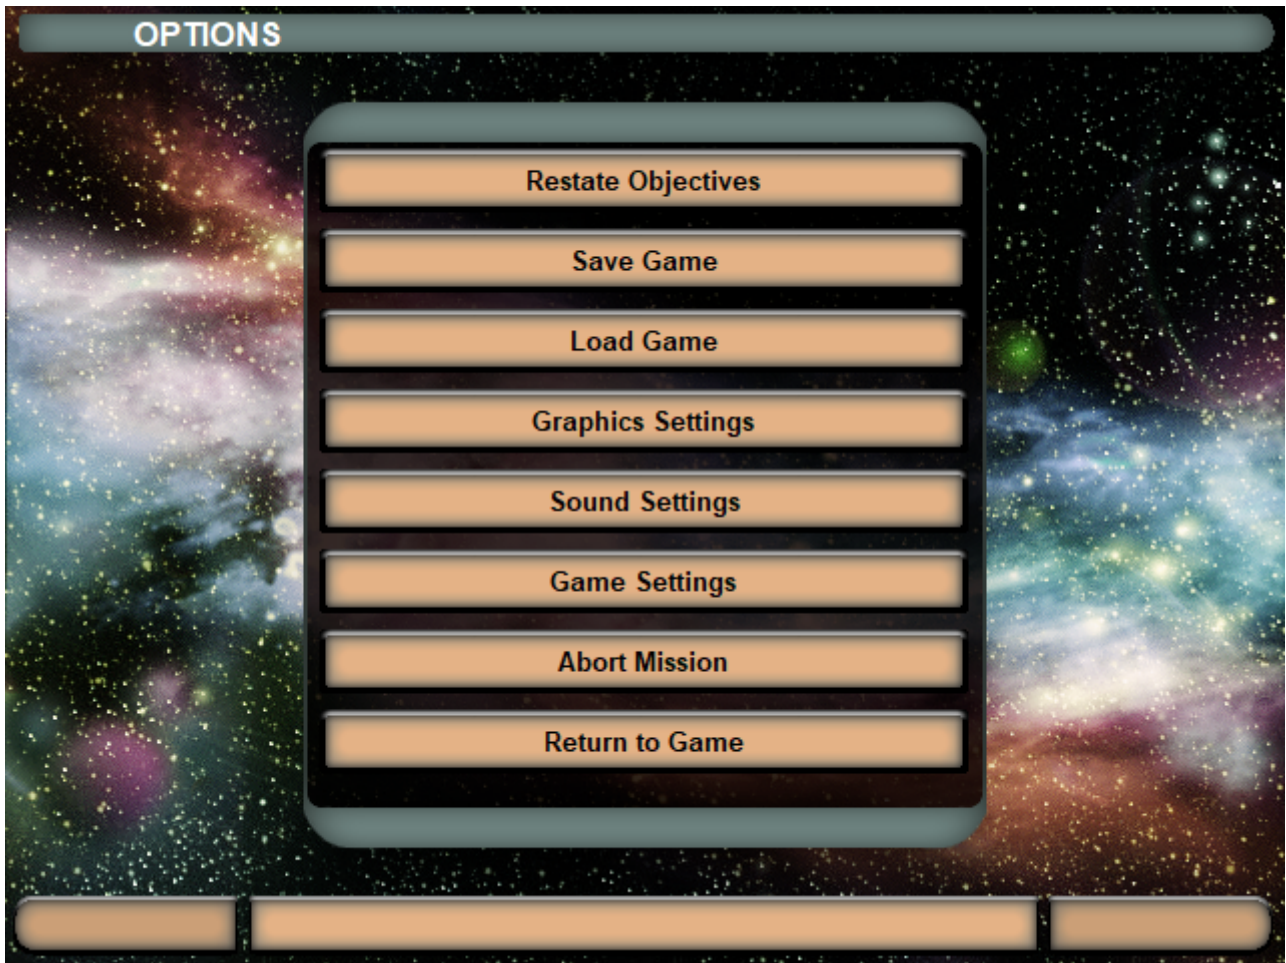 OPTIONS
Restate Objectives
Save Game
Load Game
Graphics Settings
Sound Settings
Game Settings
Abort Mission
Return to Game